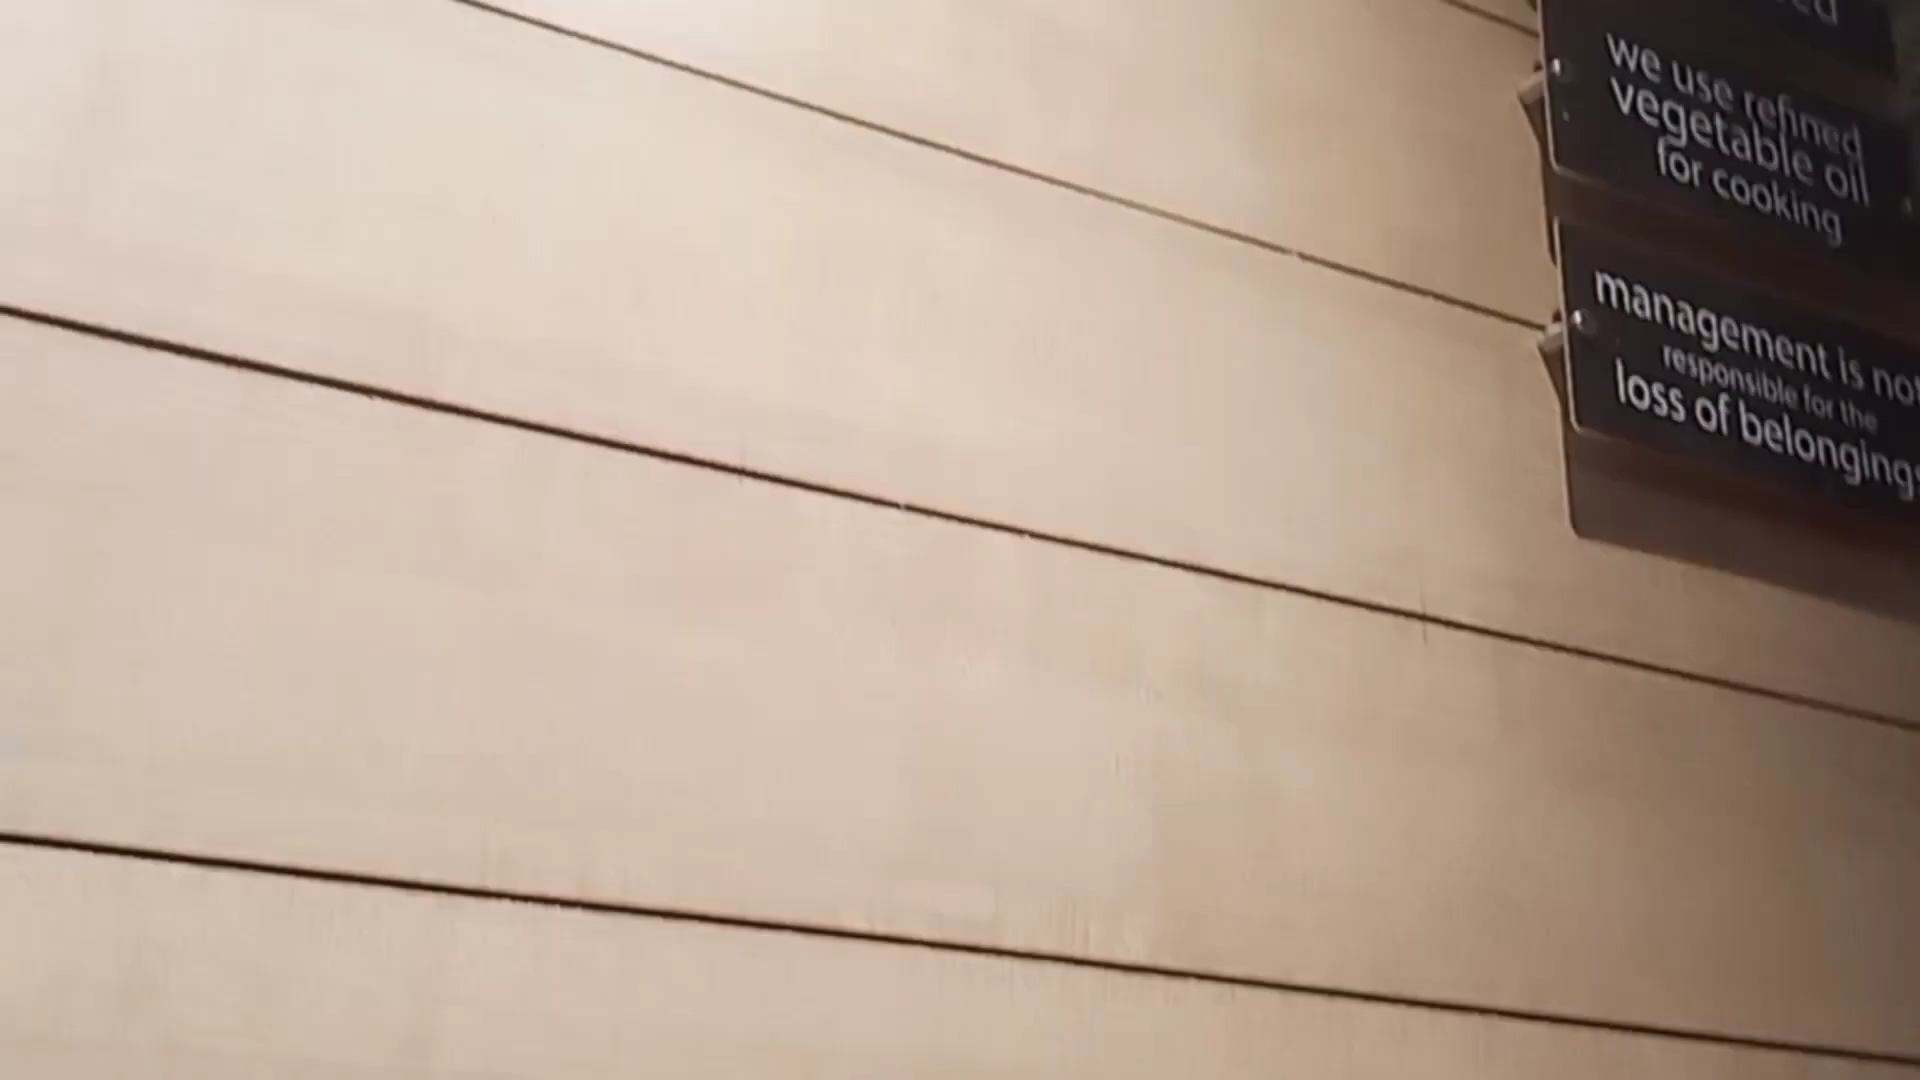 we use refined
vegetable oil
for cooking
management is not
responsible for the
loss of belongings